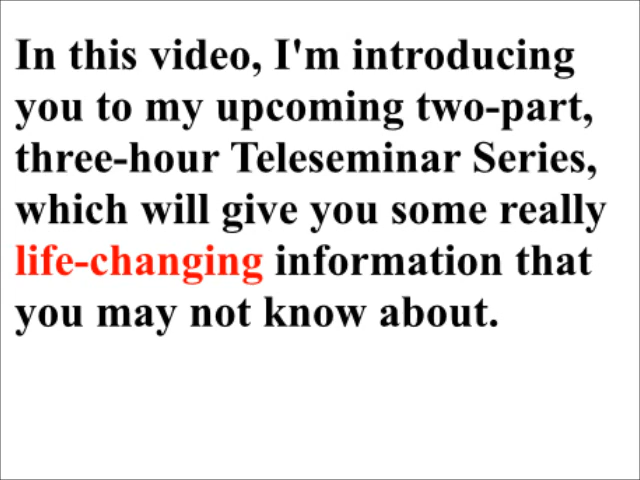 In this video, I'm introducing
you to my upcoming two-part,
three-hour Teleseminar Series,
which will give you some really
life-changing information that
you may not know about.